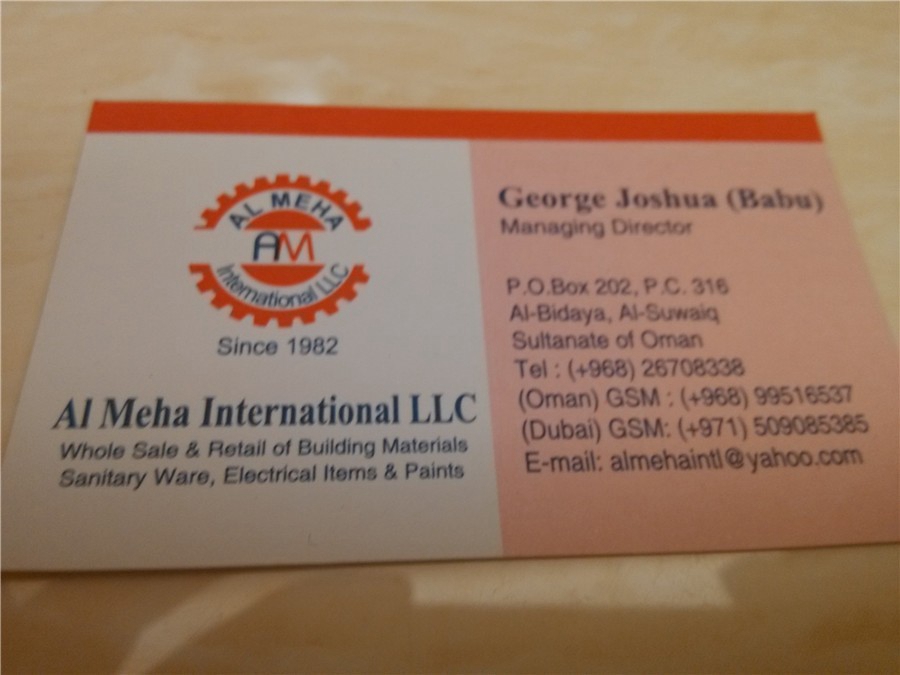 AL MEHA
AM
International LLC
Since 1982
Al Meha International LLC
Whole Sale & Retail of Building Materials
Sanitary Ware, Electrical Items & Paints
George Joshua (Babu)
Managing Director
P.O.Box 202, P.C. 316
Al-Bidaya, Al-Suwaiq
Sultanate of Oman
Tel : (+968) 26708338
(Oman) GSM : (+968) 99516537
(Dubai) GSM: (+971) 509085385
E-mail: almehaintl@yahoo.com